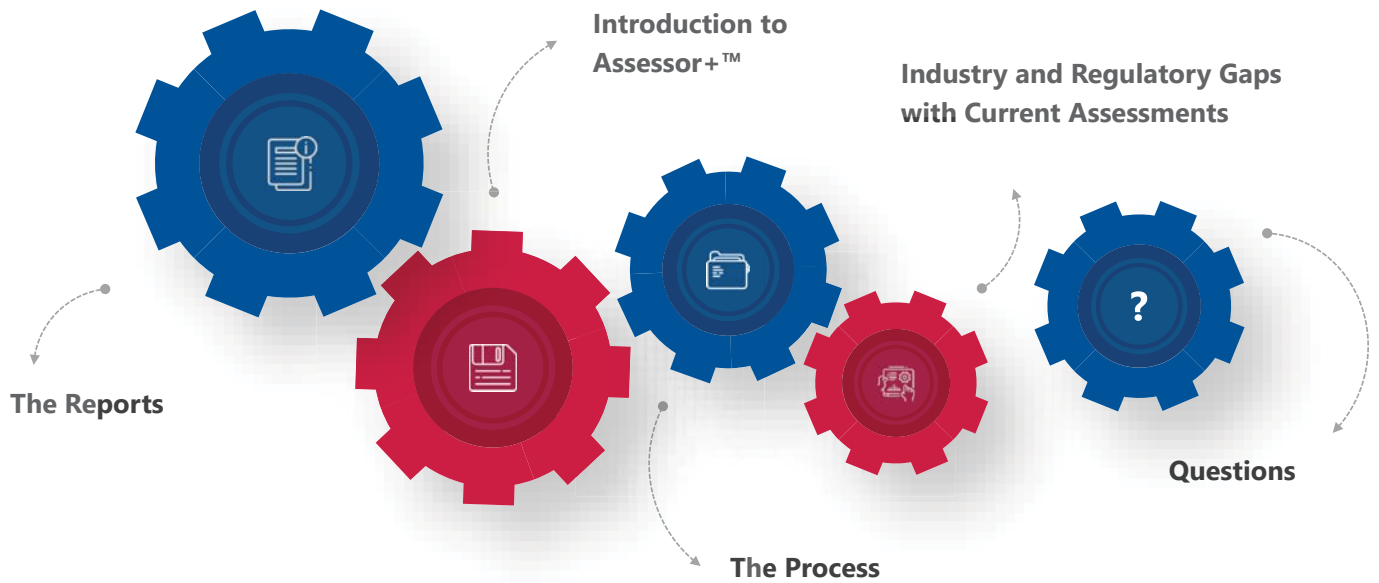 Introduction to
Assessor+™
Industry and Regulatory Gaps
with Current Assessments
?
The Reports
Questions
The Process